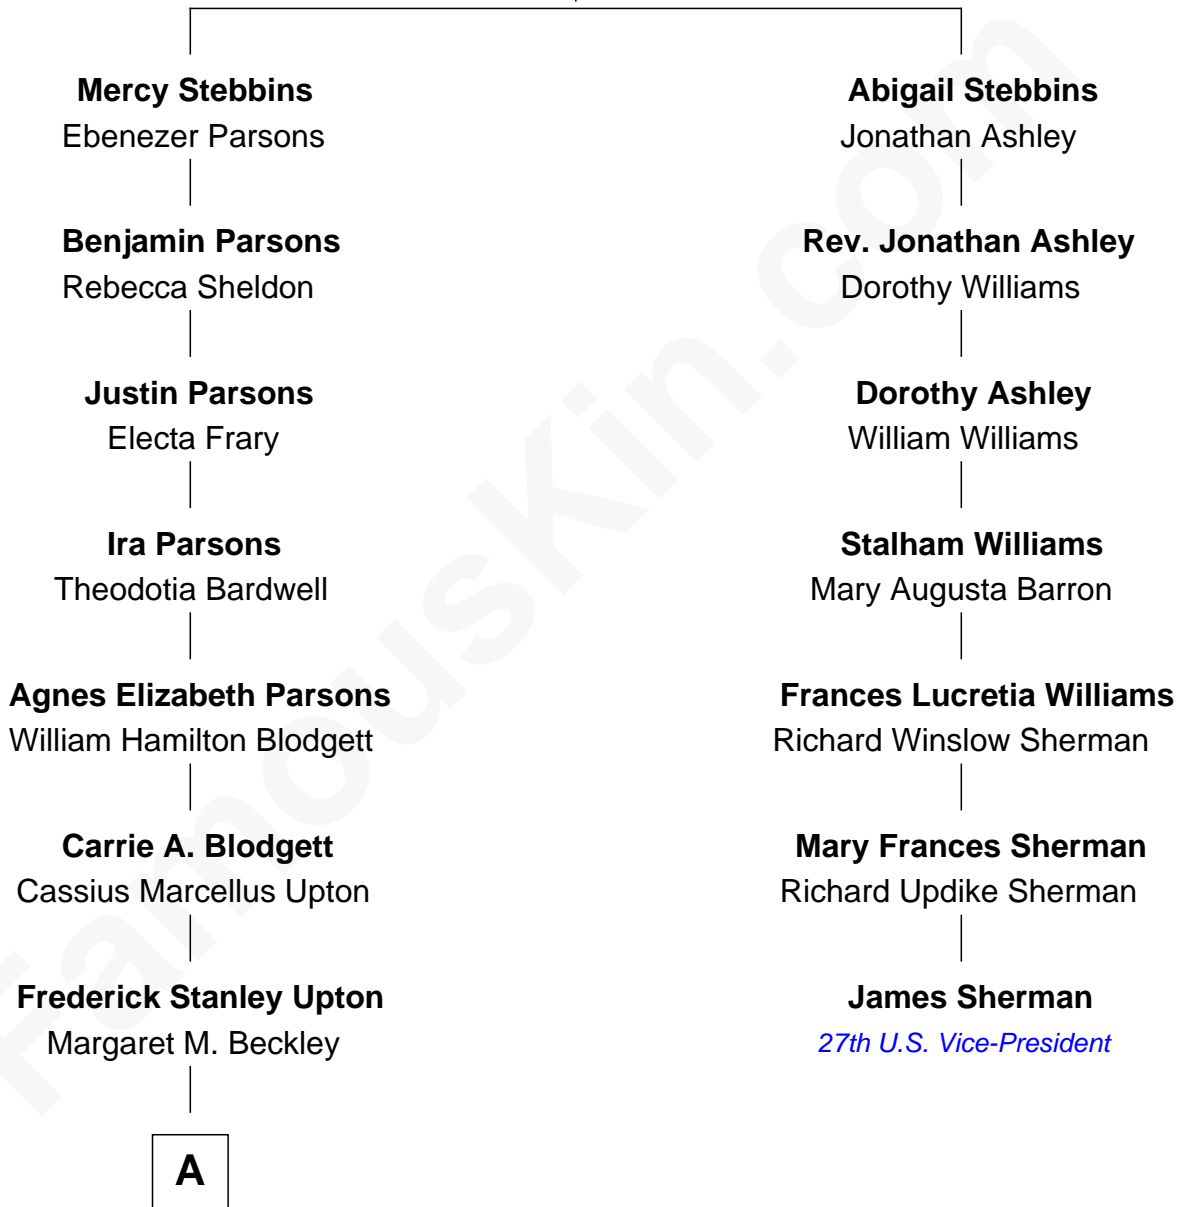 Mercy Stebbins
Ebenezer Parsons
Abigail Stebbins
Jonathan Ashley
Benjamin Parsons
Rebecca Sheldon
Rev. Jonathan Ashley
Dorothy Williams
Justin Parsons
Electa Frary
Dorothy Ashley
William Williams
Ira Parsons
Theodotia Bardwell
Stalham Williams
Mary Augusta Barron
Agnes Elizabeth Parsons
William Hamilton Blodgett
Frances Lucretia Williams
Richard Winslow Sherman
Carrie A. Blodgett
Cassius Marcellus Upton
Mary Frances Sherman
Richard Updike Sherman
Frederick Stanley Upton
Margaret M. Beckley
James Sherman
27th U.S. Vice-President
A
FamousKin.com